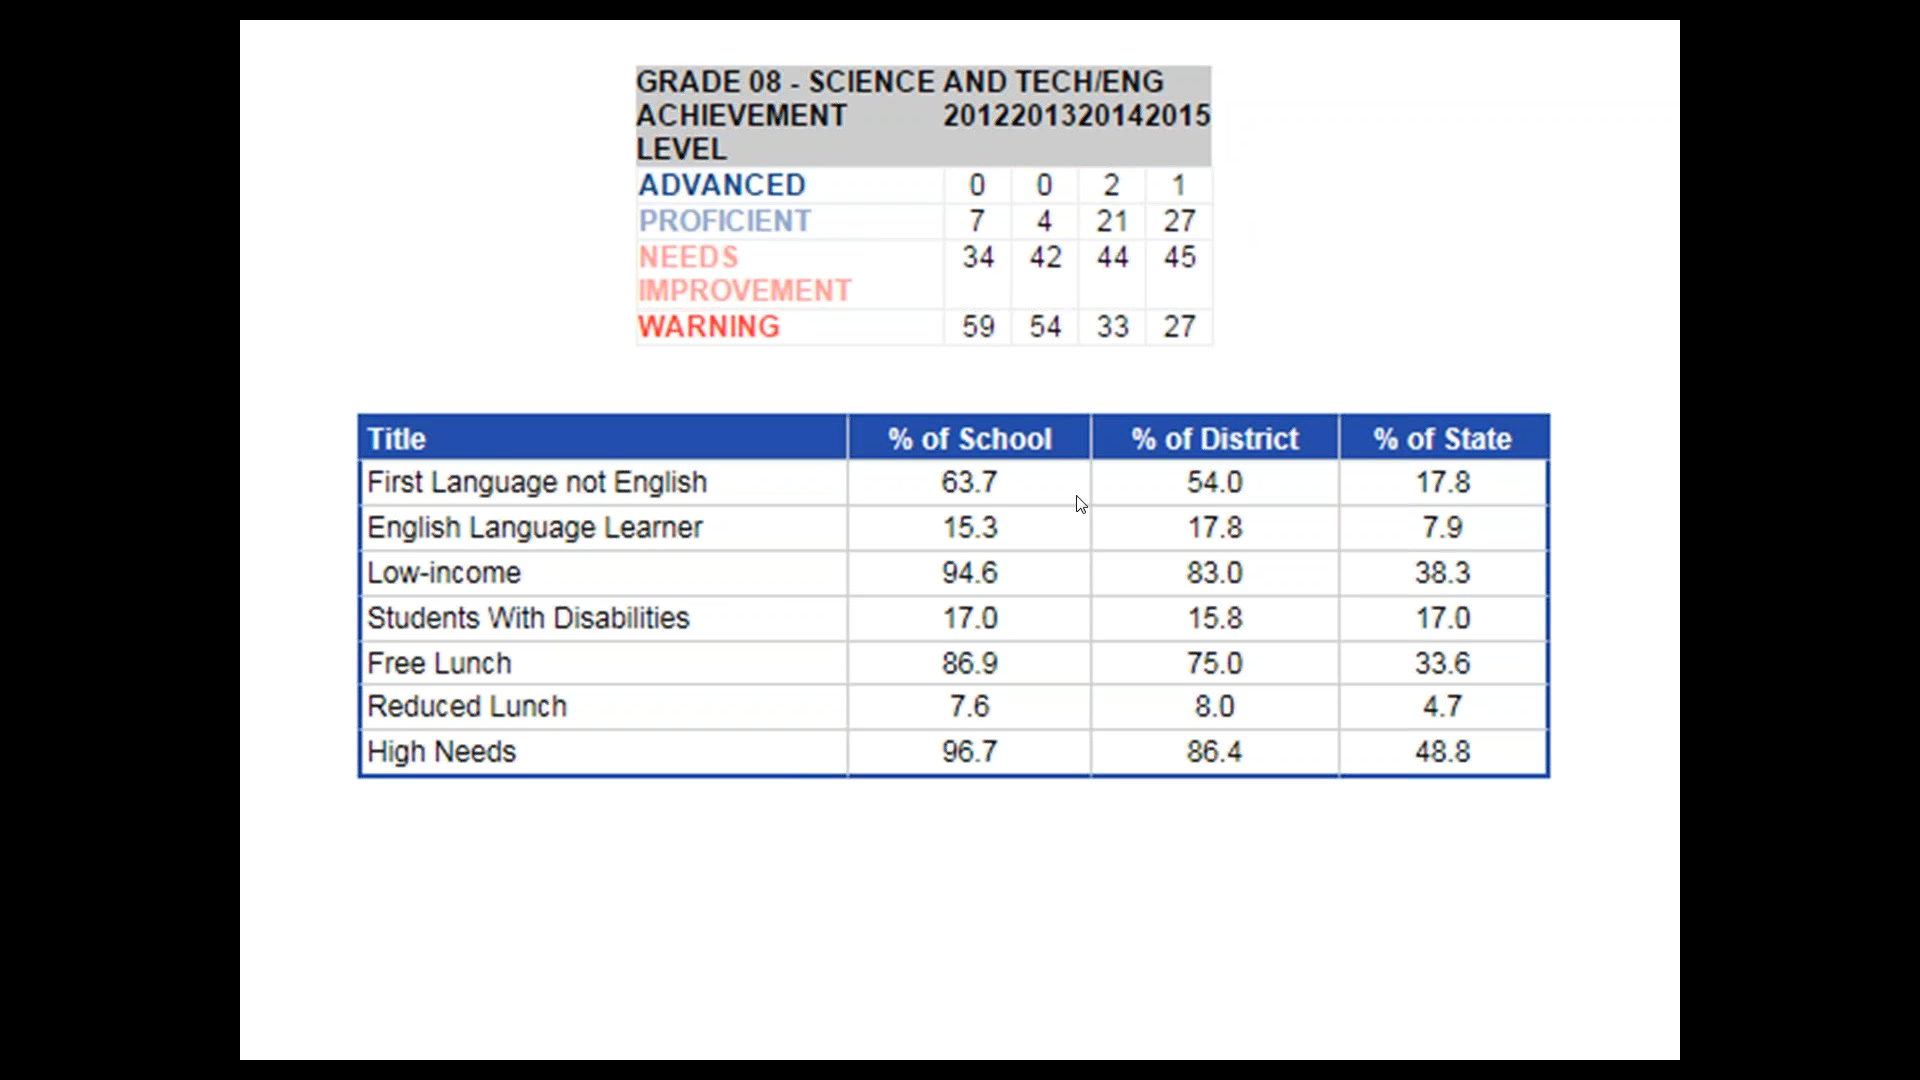 GRADE 08 - SCIENCE AND TECH/ENG
ACHIEVEMENT 2012 2013 2014 2015
LEVEL
ADVANCED 0 0 2 1
PROFICIENT 7 4 21 27
NEEDS 34 42 44 45
IMPROVEMENT
WARNING 59 54 33 27
Title % of School % of District % of State
First Language not English 63.7 54.0 17.8
English Language Learner 15.3 17.8 7.9
Low-income 94.6 83.0 38.3
Students With Disabilities 17.0 15.8 17.0
Free Lunch 86.9 75.0 33.6
Reduced Lunch 7.6 8.0 4.7
High Needs 96.7 86.4 48.8